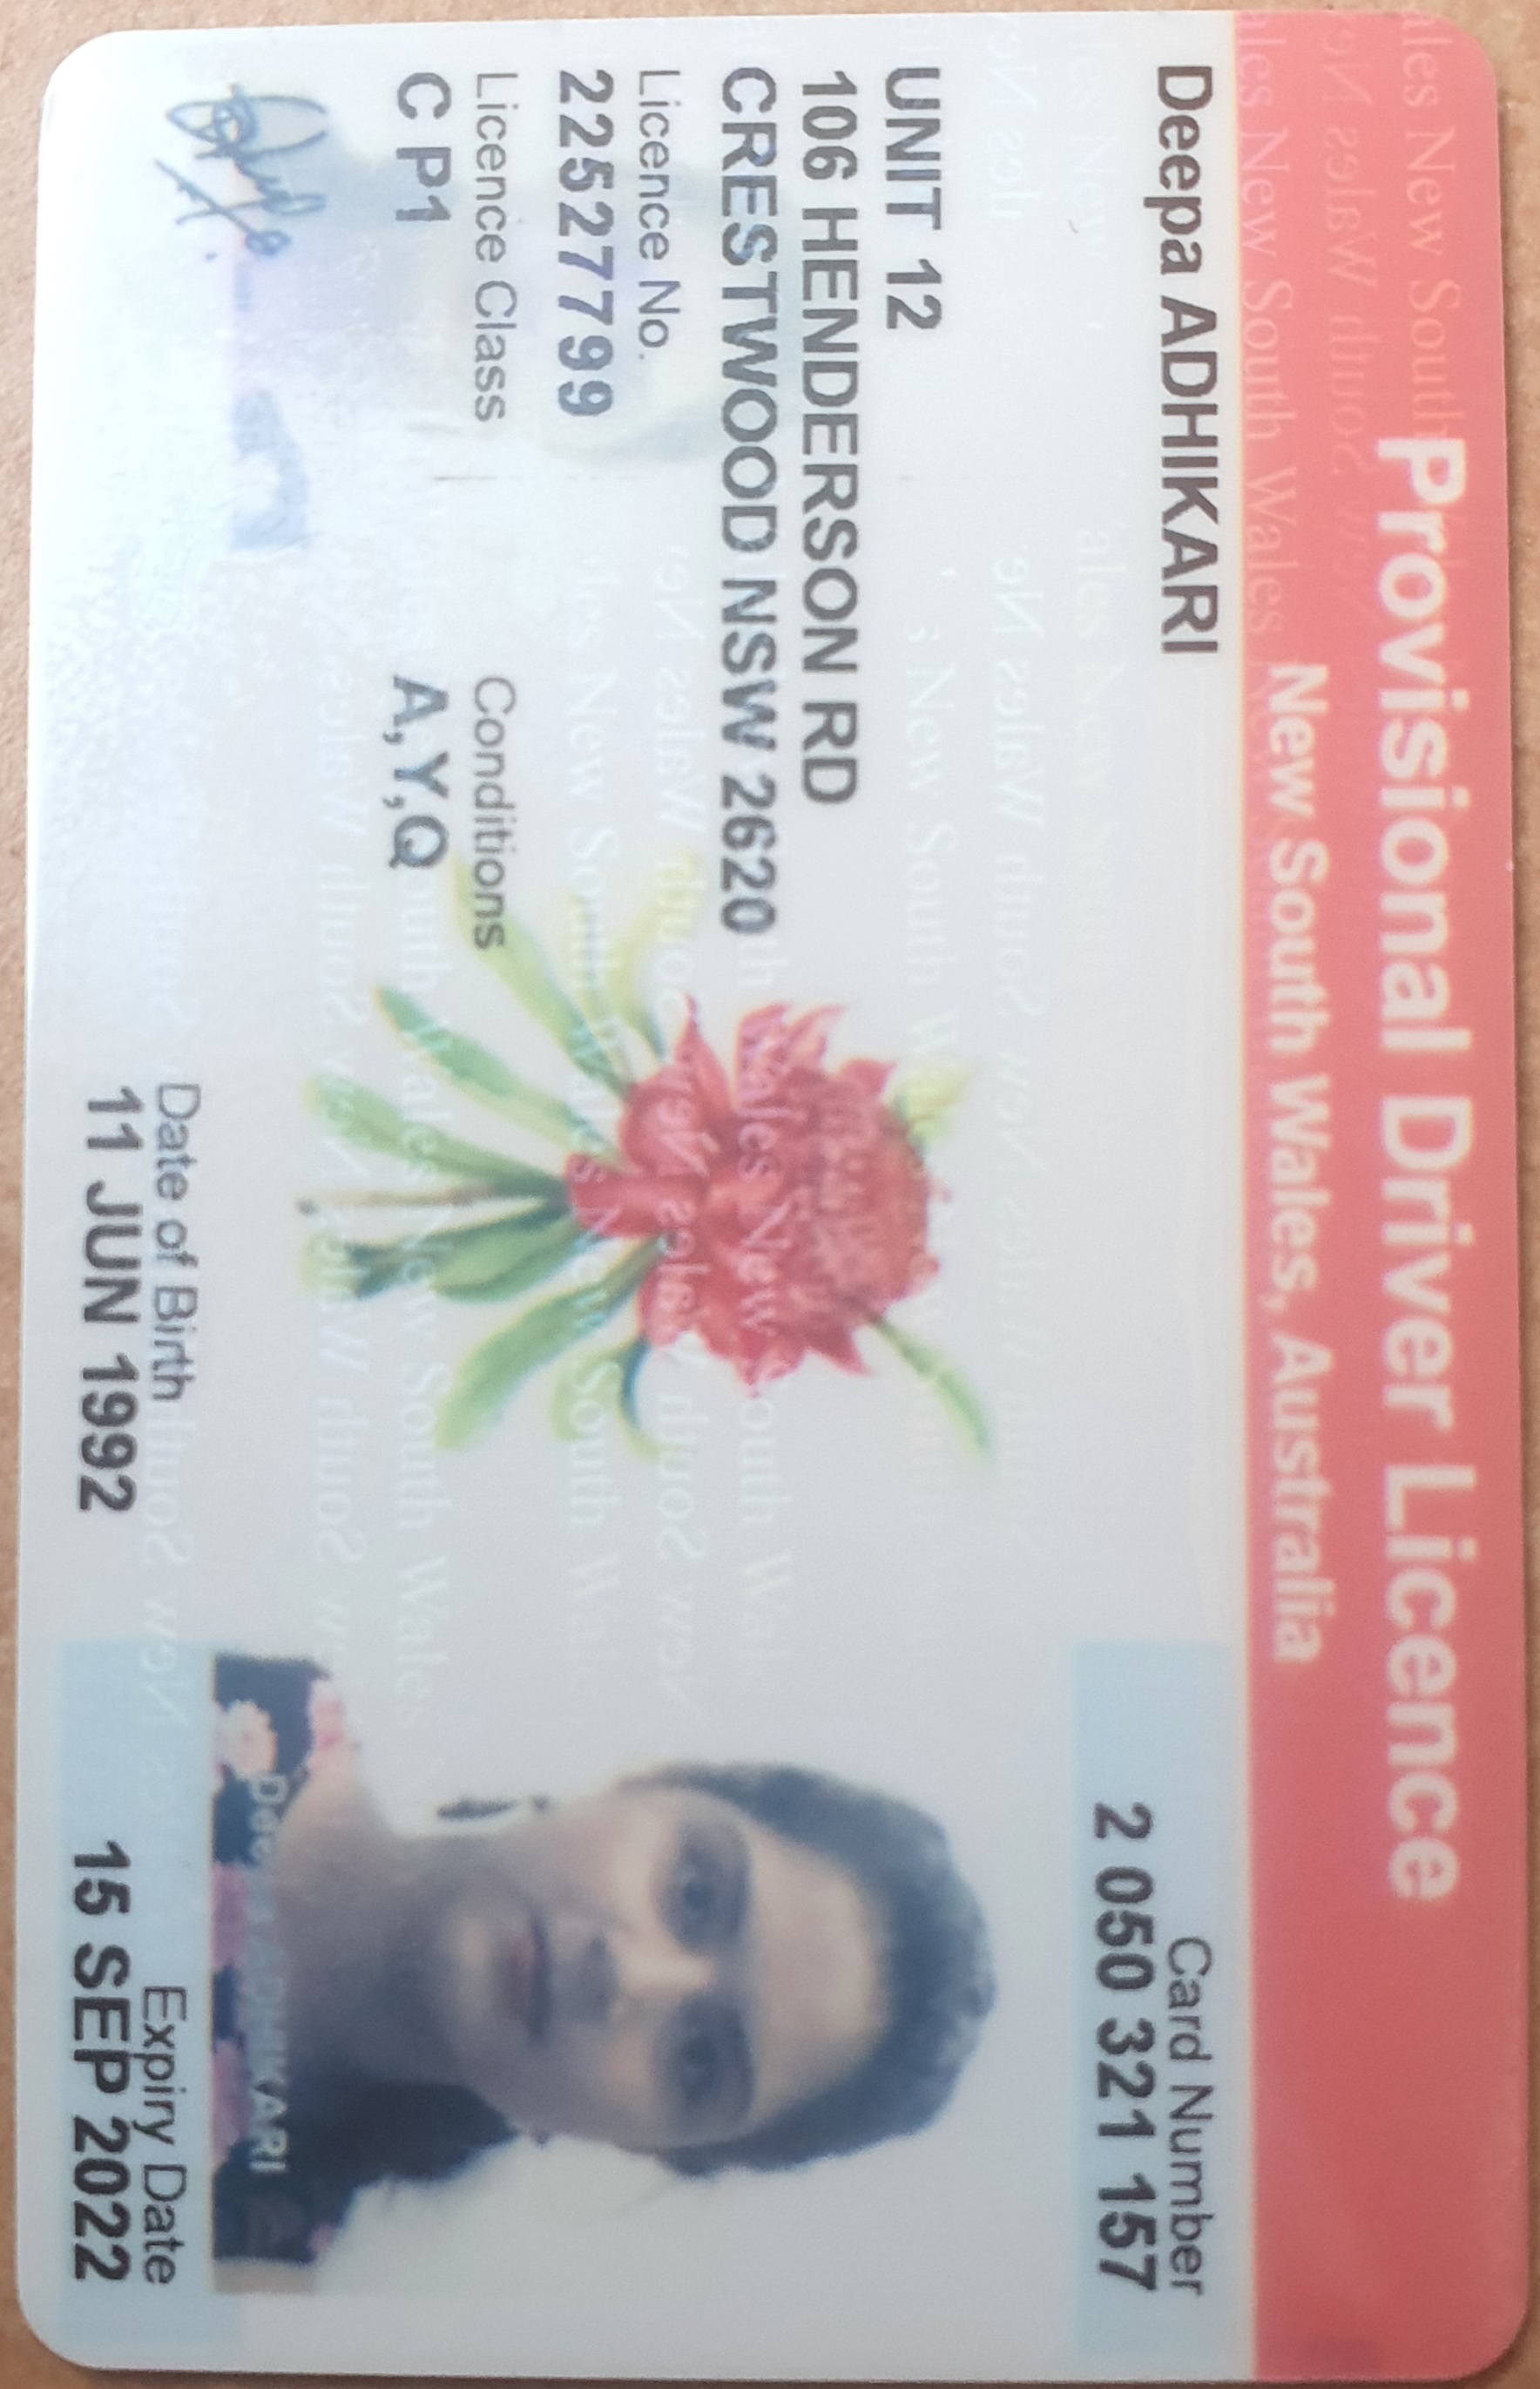 Provisional Driver Licence
New South Wales, Australia
Deepa ADHIKARI
Card Number
2 050 321 157
UNIT 12
106 HENDERSON RD
CRESTWOOD NSW 2620
Licence No.
22527799
Licence Class
C P1
Conditions
A,Y,Q
Deepa ADHIKARI
Date of Birth
11 JUN 1992
Expiry Date
15 SEP 2022